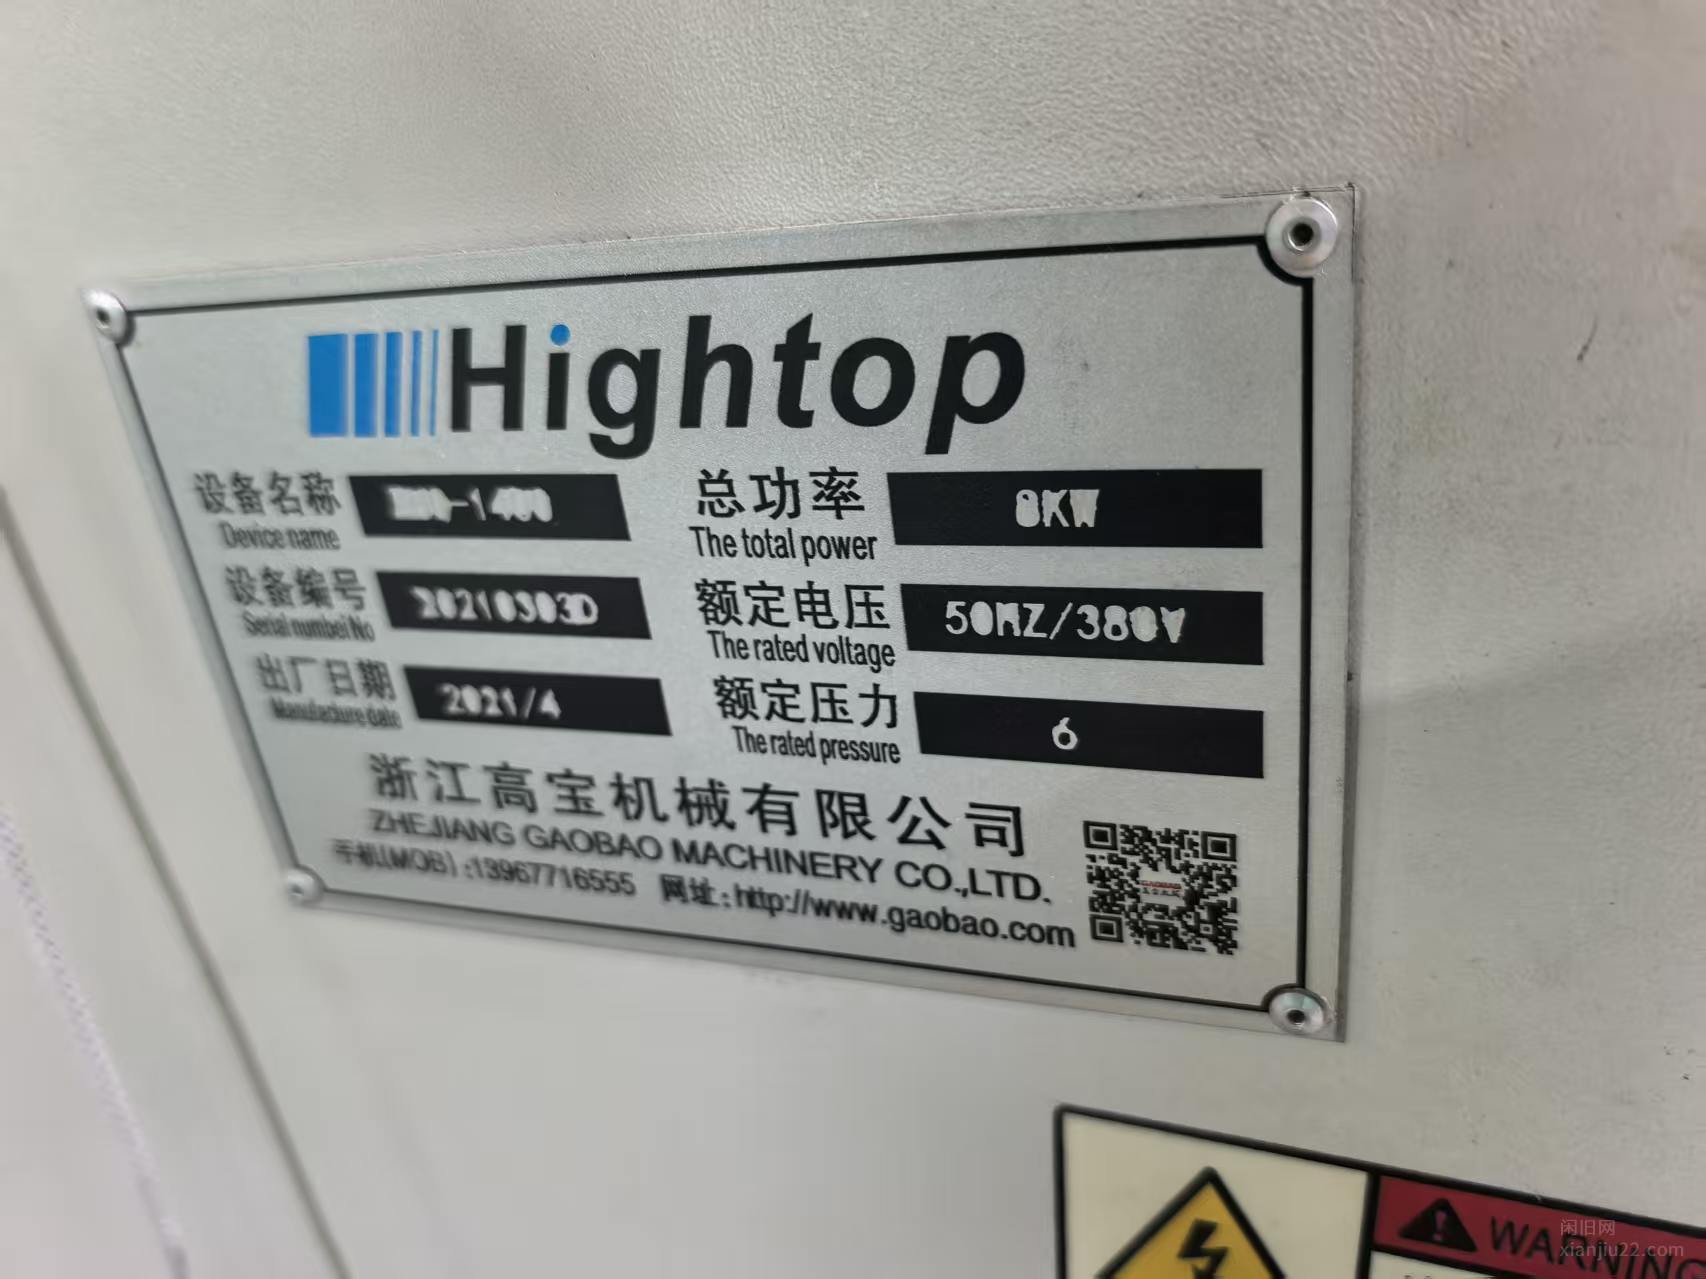 Hightop
设备名称
Device name
总功率 8KW
The total power
设备编号 20210303D
Serial number No
额定电压 50HZ/380V
The rated voltage
出厂日期 2021/4
Manufacture date
额定压力 6
The rated pressure
浙江高宝机械有限公司
ZHEJIANG GAOBAO MACHINERY CO.,LTD.
手机(MOB):13967716555 网址:http://www.gaobao.com
GAOBAO
WARNING
闲旧网
xianjiu22.com